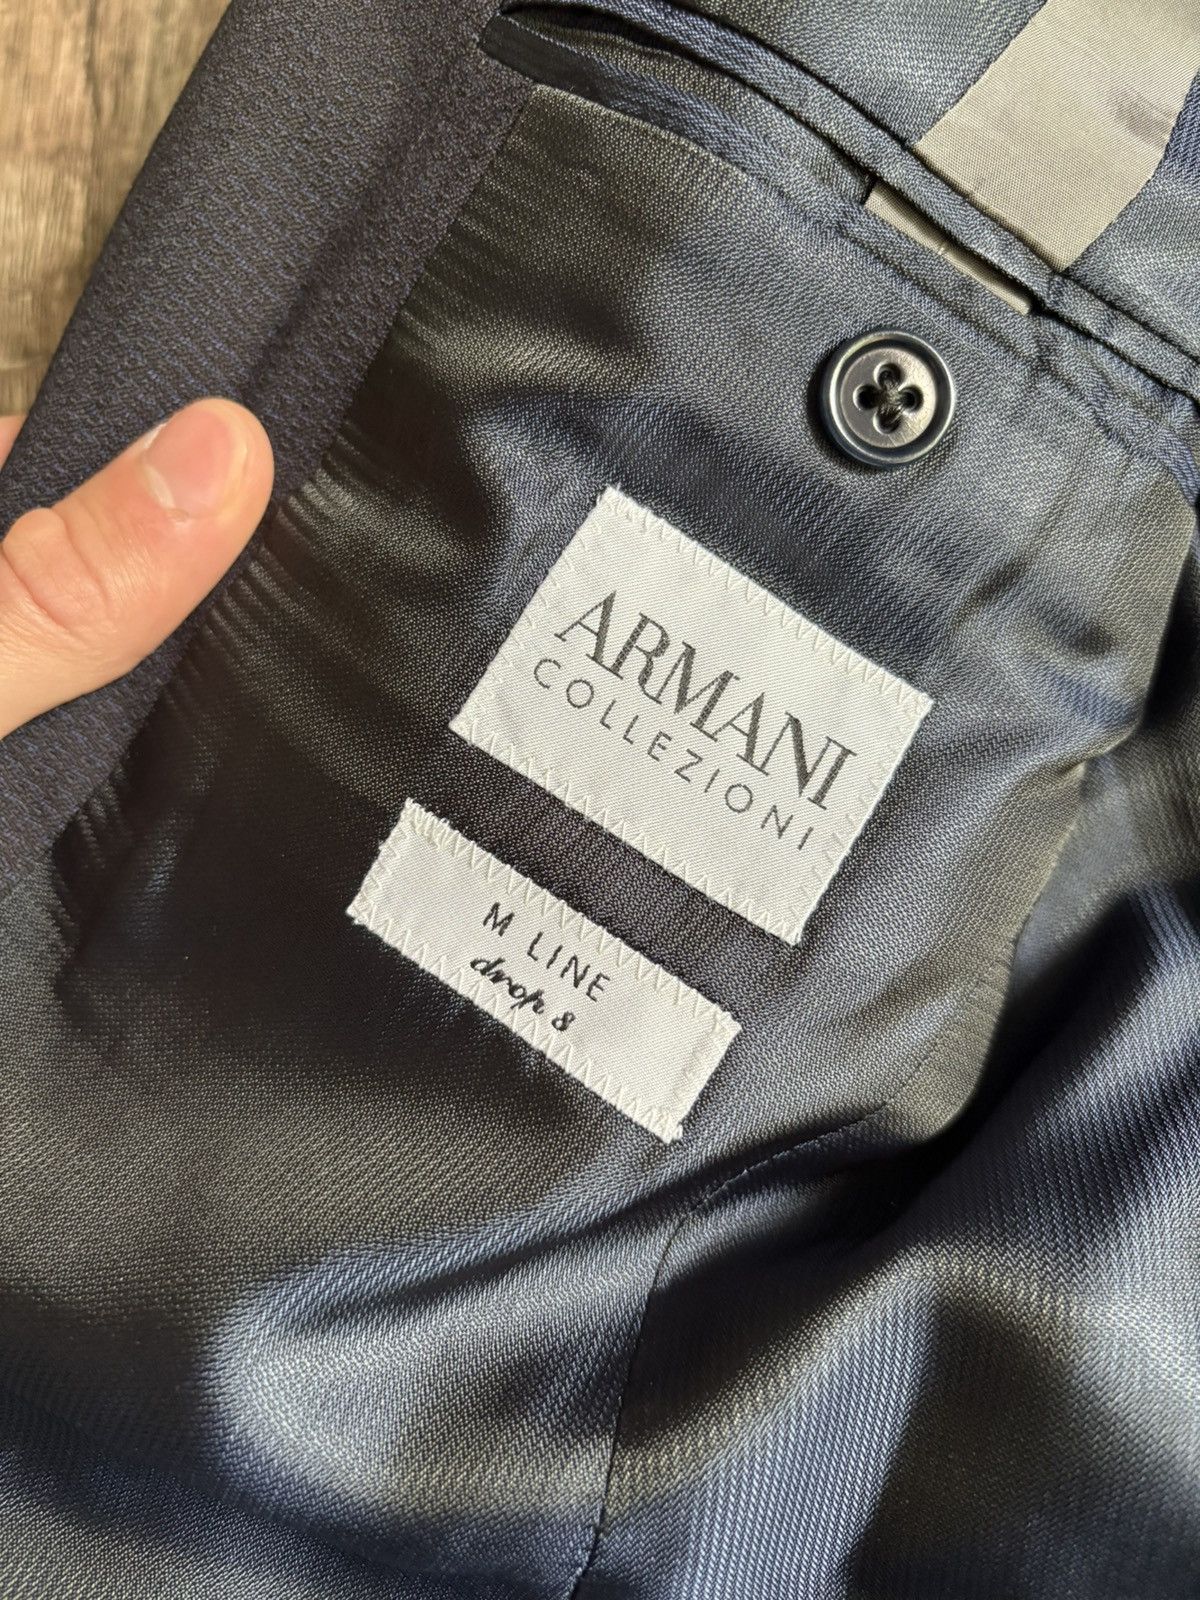 ARMANI
COLLEZIONI
M LINE
drop 8